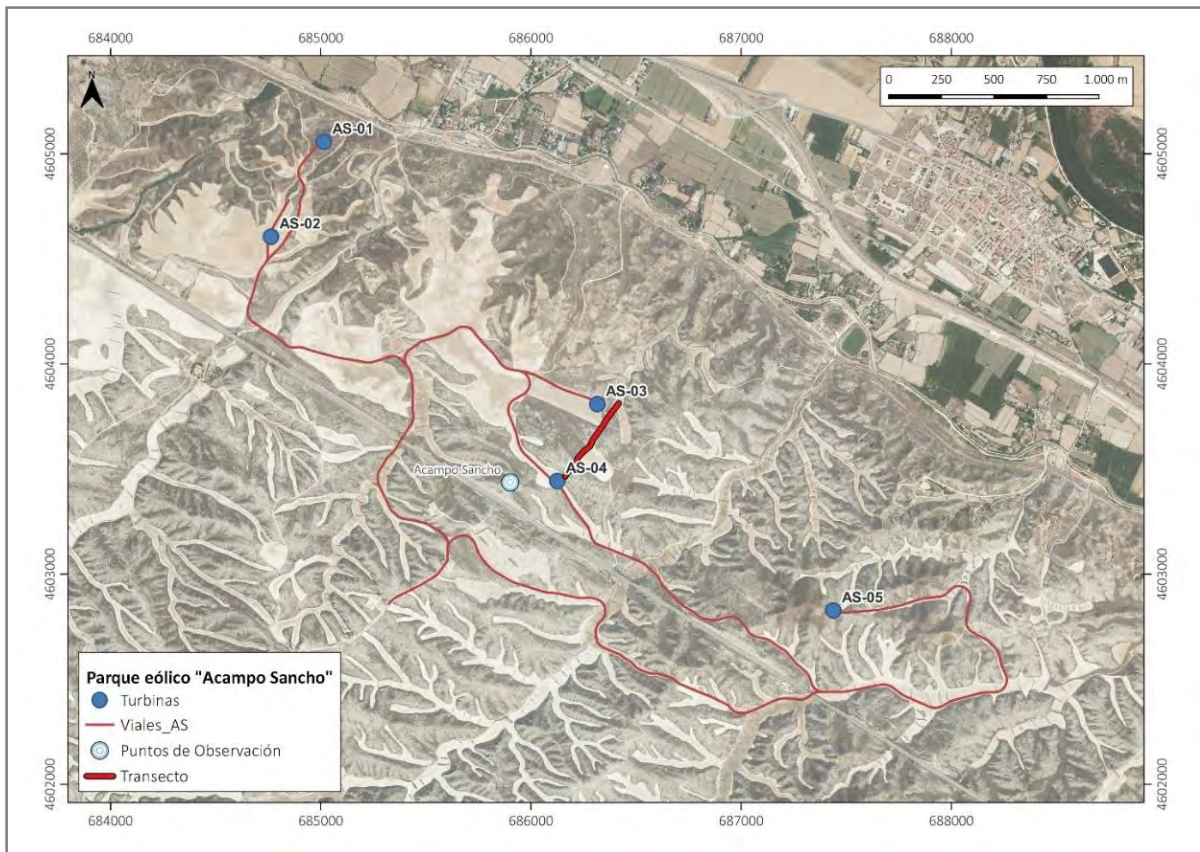 684000 685000 686000 687000 688000
N
0 250 500 750 1.000 m
4605000 4605000
AS-01
AS-02
4604000 4604000
AS-03
Acampo Sancho
AS-04
4603000 4603000
AS-05
Parque eólico "Acampo Sancho"
Turbinas
Viales_AS
Puntos de Observación
Transecto
4602000 4602000
684000 685000 686000 687000 688000